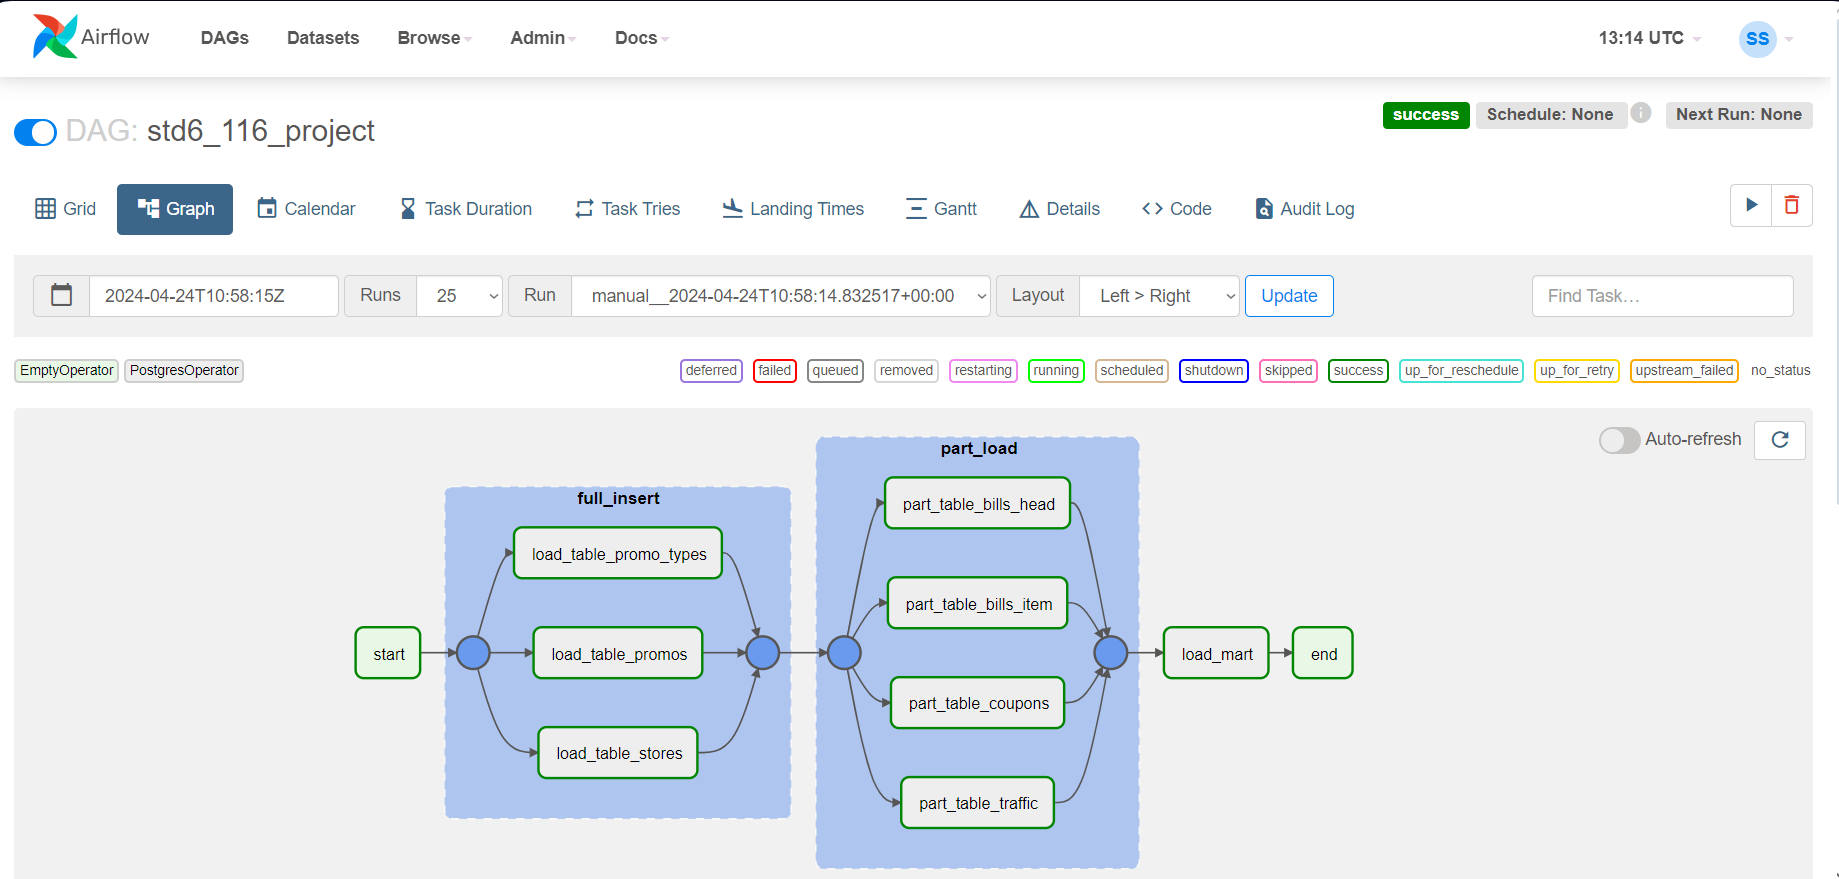 Airflow DAGs Datasets Browse Admin Docs 13:14 UTC SS
DAG: std6_116_project
success Schedule: None i Next Run: None
Grid Graph Calendar Task Duration Task Tries Landing Times Gantt Details Code Audit Log
2024-04-24T10:58:15Z Runs 25 Run manual__2024-04-24T10:58:14.832517+00:00 Layout Left > Right Update Find Task...
EmptyOperator PostgresOperator deferred failed queued removed restarting running scheduled shutdown skipped success up_for_reschedule up_for_retry upstream_failed no_status
Auto-refresh
start
full_insert
load_table_promo_types
load_table_promos
load_table_stores
part_load
part_table_bills_head
part_table_bills_item
part_table_coupons
part_table_traffic
load_mart
end